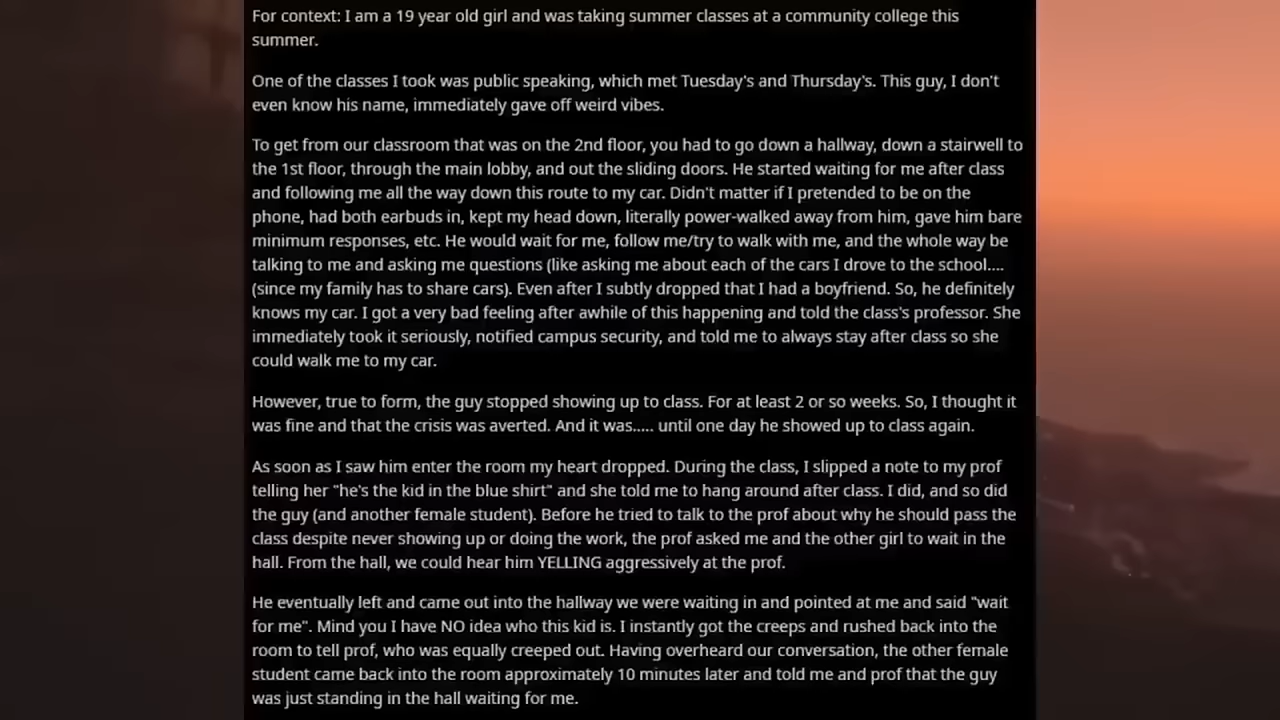 For context: I am a 19 year old girl and was taking summer classes at a community college this
summer.
One of the classes I took was public speaking, which met Tuesday's and Thursday's. This guy, I don't
even know his name, immediately gave off weird vibes.
To get from our classroom that was on the 2nd floor, you had to go down a hallway, down a stairwell to
the 1st floor, through the main lobby, and out the sliding doors. He started waiting for me after class
and following me all the way down this route to my car. Didn't matter if I pretended to be on the
phone, had both earbuds in, kept my head down, literally power-walked away from him, gave him bare
minimum responses, etc. He would wait for me, follow me/try to walk with me, and the whole way be
talking to me and asking me questions (like asking me about each of the cars I drove to the school....
(since my family has to share cars). Even after I subtly dropped that I had a boyfriend. So, he definitely
knows my car. I got a very bad feeling after awhile of this happening and told the class's professor. She
immediately took it seriously, notified campus security, and told me to always stay after class so she
could walk me to my car.
However, true to form, the guy stopped showing up to class. For at least 2 or so weeks. So, I thought it
was fine and that the crisis was averted. And it was..... until one day he showed up to class again.
As soon as I saw him enter the room my heart dropped. During the class, I slipped a note to my prof
telling her "he's the kid in the blue shirt" and she told me to hang around after class. I did, and so did
the guy (and another female student). Before he tried to talk to the prof about why he should pass the
class despite never showing up or doing the work, the prof asked me and the other girl to wait in the
hall. From the hall, we could hear him YELLING aggressively at the prof.
He eventually left and came out into the hallway we were waiting in and pointed at me and said "wait
for me". Mind you I have NO idea who this kid is. I instantly got the creeps and rushed back into the
room to tell prof, who was equally creeped out. Having overheard our conversation, the other female
student came back into the room approximately 10 minutes later and told me and prof that the guy
was just standing in the hall waiting for me.